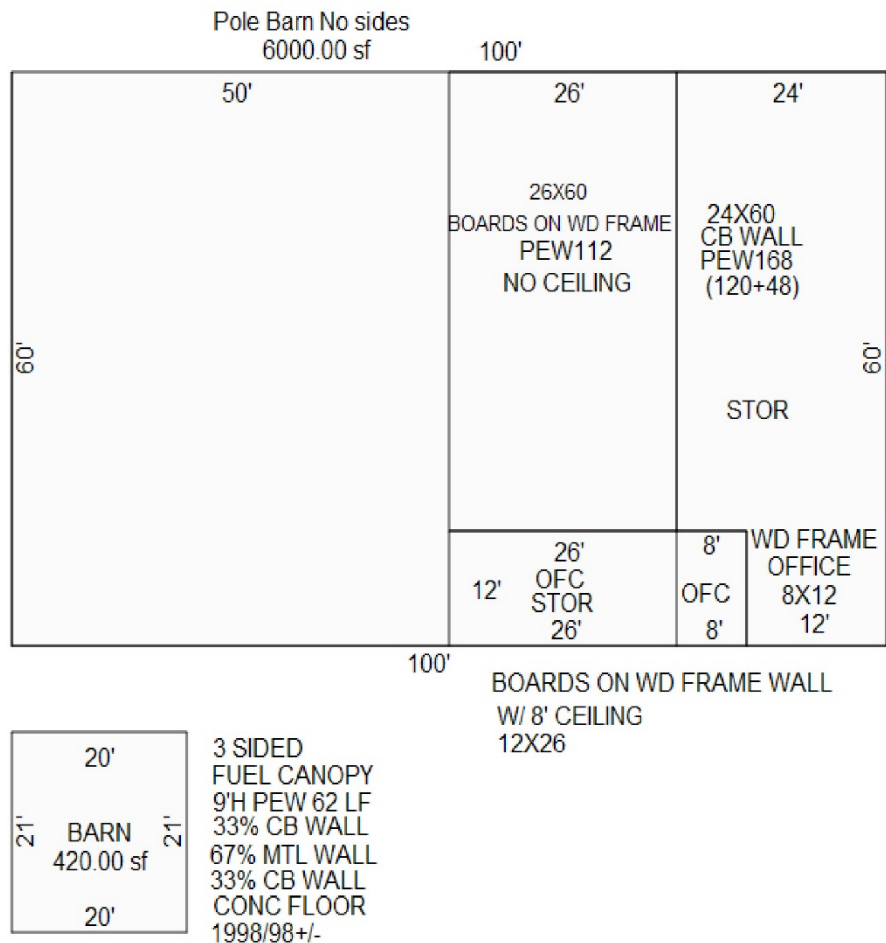 Pole Barn No sides
6000.00 sf
100'
50'
26'
24'
26X60
BOARDS ON WD FRAME
PEW112
NO CEILING
24X60
CB WALL
PEW168
(120+48)
60'
60'
STOR
26'
12'
OFC
STOR
26'
8'
OFC
8'
WD FRAME
OFFICE
8X12
12'
100'
BOARDS ON WD FRAME WALL
W/ 8' CEILING
12X26
20'
21'
BARN
21'
420.00 sf
20'
3 SIDED
FUEL CANOPY
9'H PEW 62 LF
33% CB WALL
67% MTL WALL
33% CB WALL
CONC FLOOR
1998/98+/-